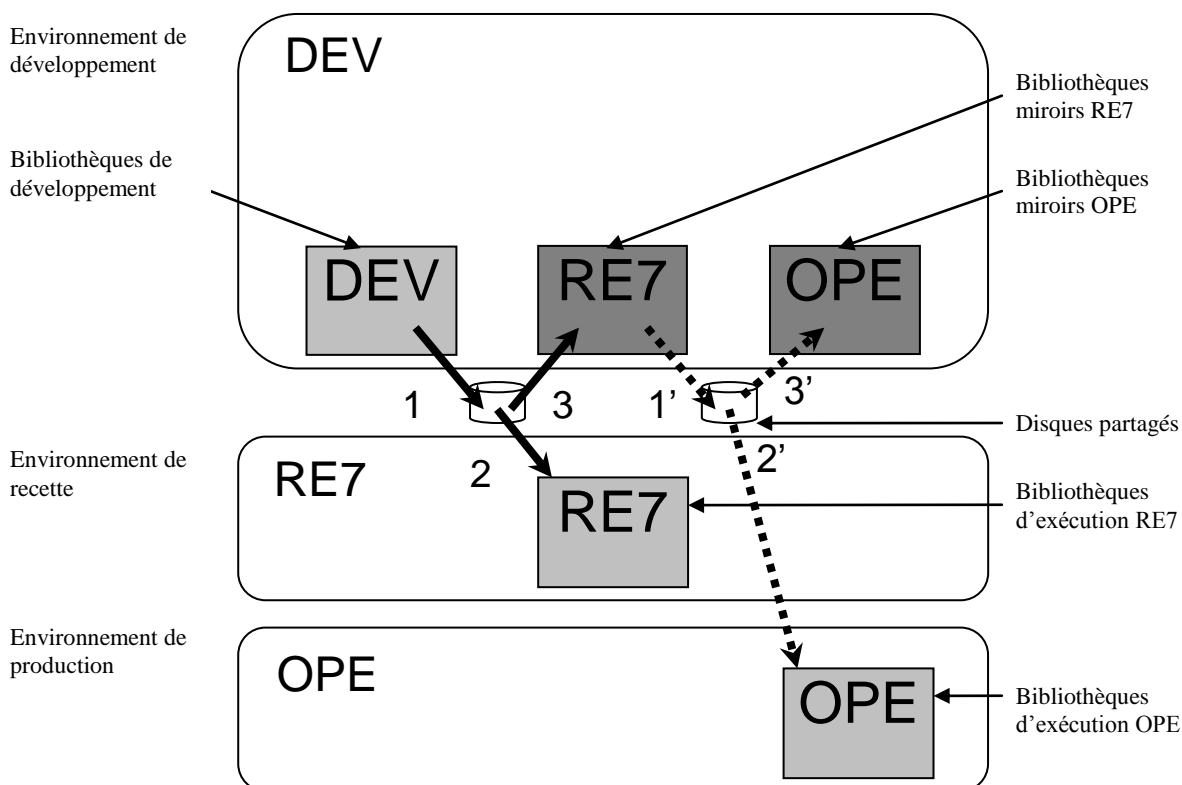 Environnement de
développement
DEV
Bibliothèques
miroirs RE7
Bibliothèques de
développement
Bibliothèques
miroirs OPE
DEV
RE7
OPE
1
3
1’
3’
Disques partagés
Environnement de
recette
RE7
2
2’
RE7
Bibliothèques
d’exécution RE7
Environnement de
production
OPE
OPE
Bibliothèques
d’exécution OPE